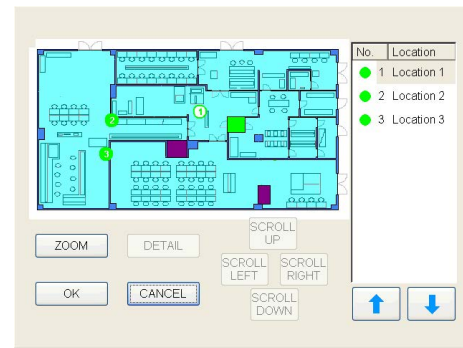 No. Location
1 Location 1
2 Location 2
3 Location 3
1
2
3
ZOOM
DETAIL
SCROLL
UP
SCROLL
LEFT
SCROLL
RIGHT
OK
CANCEL
SCROLL
DOWN